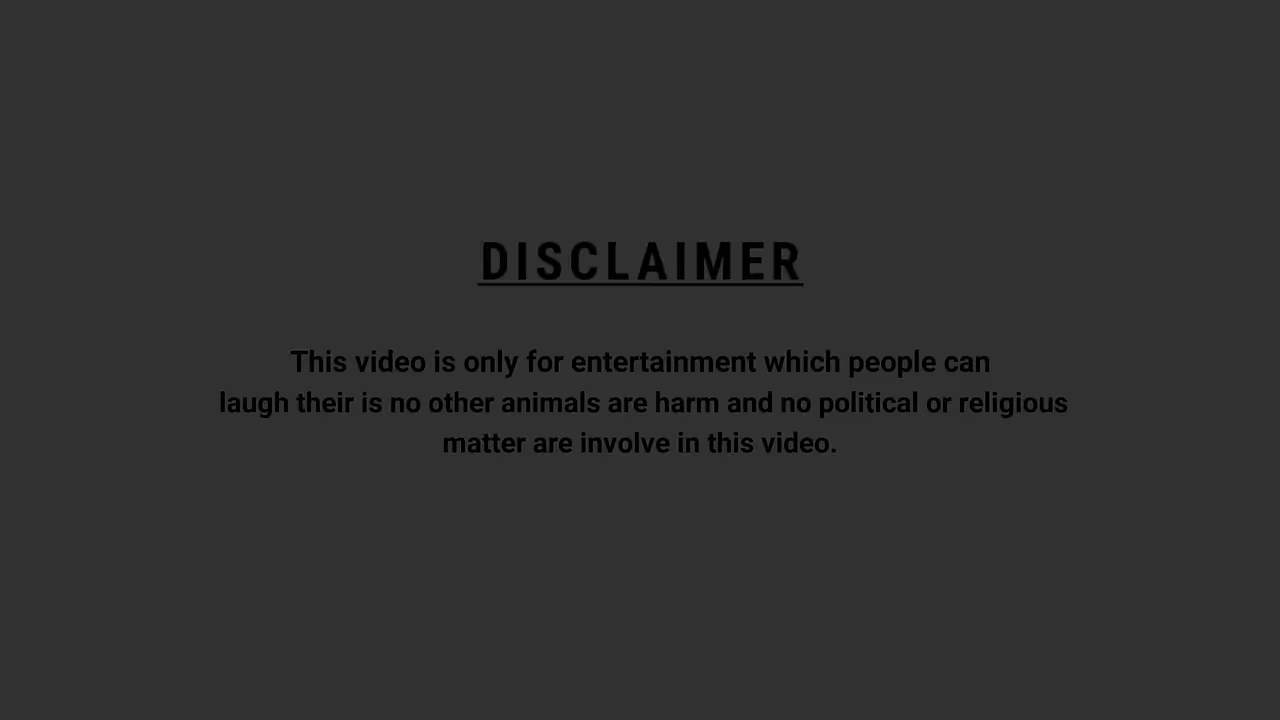 DISCLAIMER
This video is only for entertainment which people can
laugh their is no other animals are harm and no political or religious
matter are involve in this video.